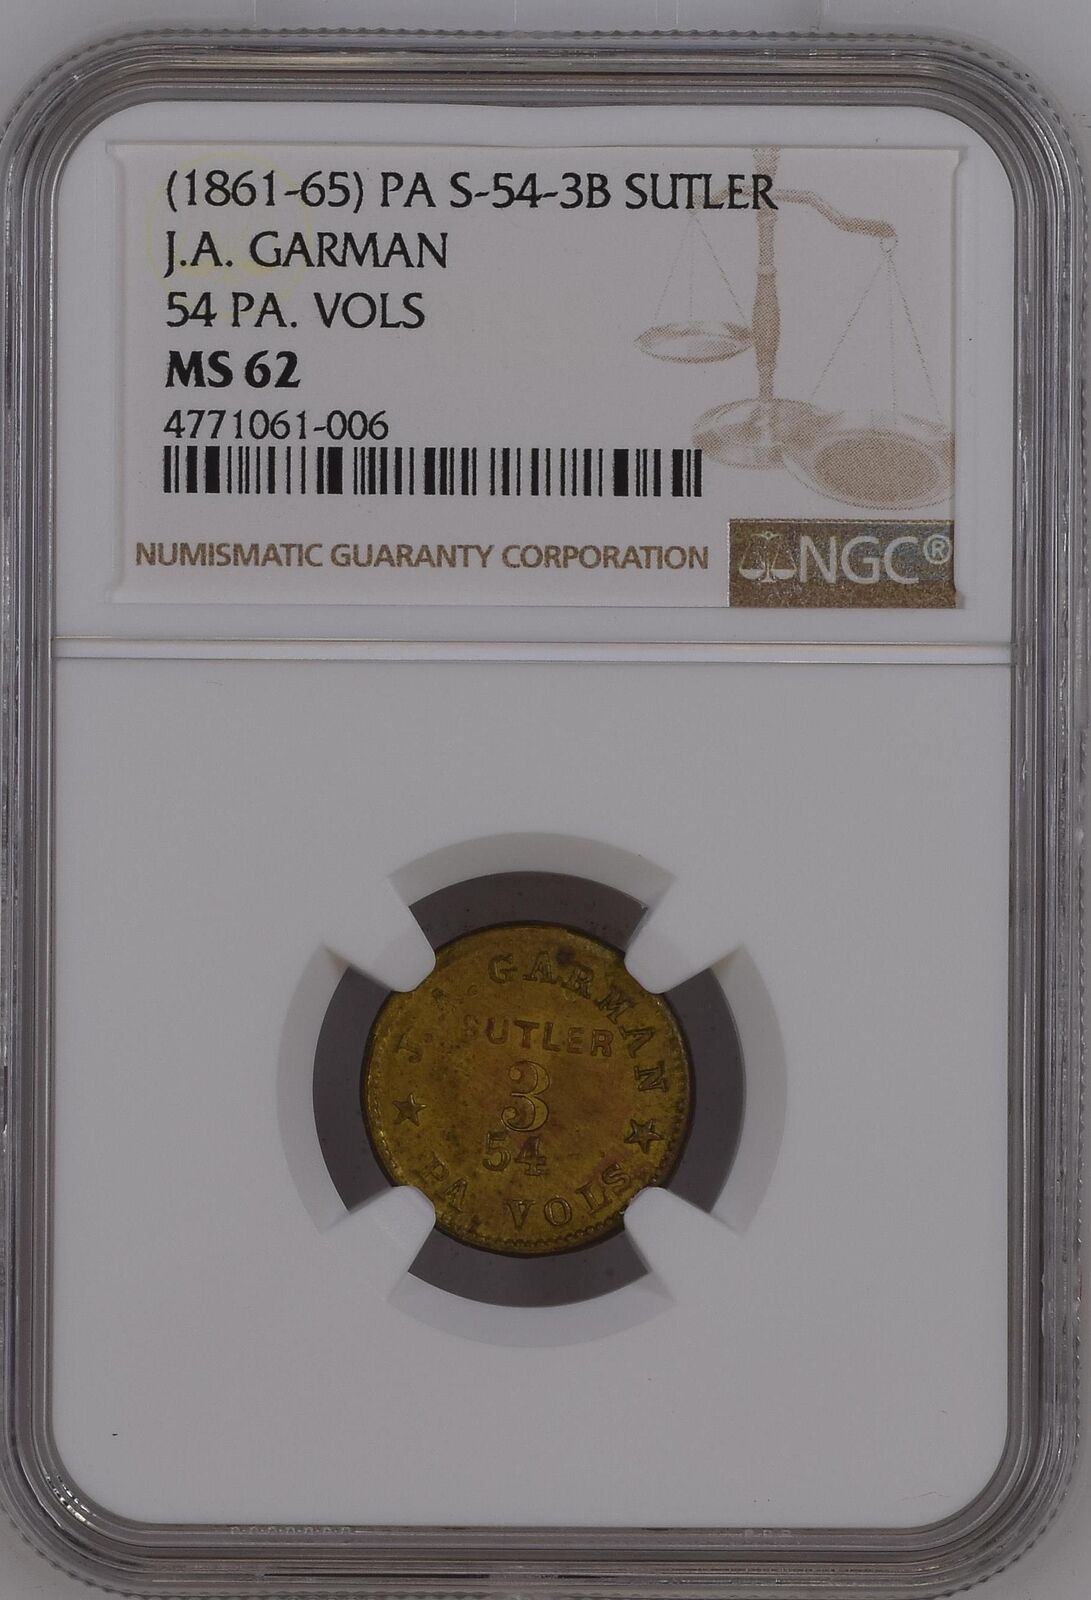 (1861-65) PA S-54-3B SUTLER
J.A. GARMAN
54 PA. VOLS
MS 62
4771061-006
NUMISMATIC GUARANTY CORPORATION
NGC®
J. A. GARMAN
SUTLER
3
54
PA. VOLS